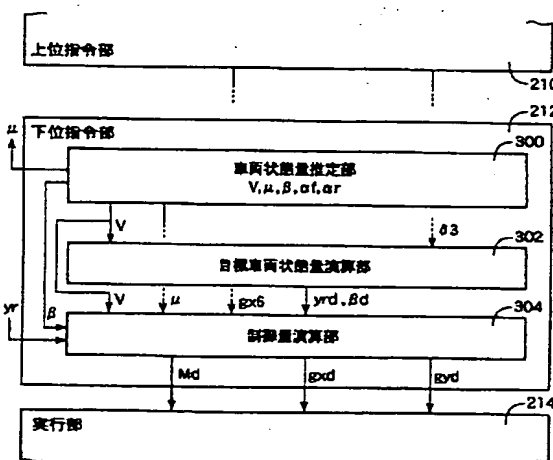 上位指令部
210
212
下位指令部
μ
300
車両状態量推定部
V,μ,β,αf,αr
V
δ3
302
目標車両状態量演算部
yr
β
V
μ
gx6
yrd,βd
304
制御量演算部
Md
gxd
gyd
214
実行部